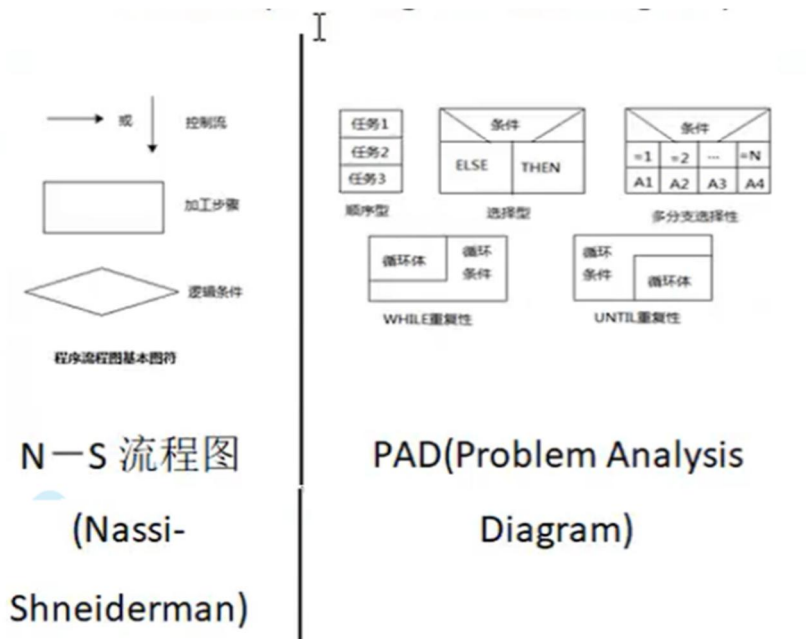 或
控制流
加工步骤
逻辑条件
程序流程图基本图符
任务1
任务2
任务3
顺序型
条件
ELSE
THEN
选择型
条件
=1 =2 ... =N
A1 A2 A3 A4
多分支选择性
循环体
循环
条件
WHILE重复性
循环
条件
循环体
UNTIL重复性
N－S 流程图
(Nassi-
Shneiderman)
PAD(Problem Analysis
Diagram)